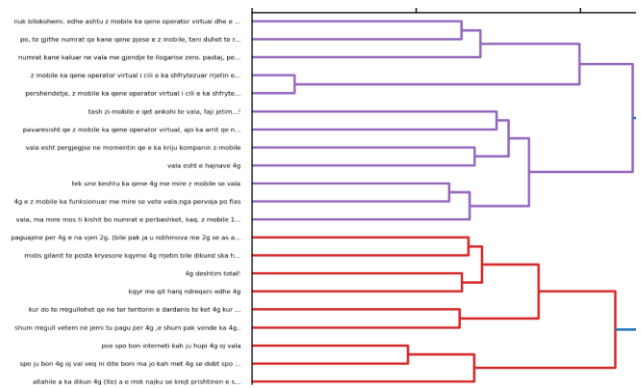 nuk bllokohemi. edhe ashtu z mobile ka qene operator virtual dhe e ...
po, te gjithe numrat qe kane qene pjese e z mobile, tani duhet te r...
numrat kane kaluar ne vala me gjendje te llogarise zero. pastaj, pe...
z mobile ka qene operator virtual i cili e ka shfrytezuar rrjetin e...
pershendetje, z mobile ka qene operator virtual i cili e ka shfryte...
tash zi-mobile e qet ankohi te vala, faji jetim...!
pavaresisht qe z mobile ka qene operator virtual, ajo ka arrit qe n...
vala esht pergjegjse ne momentin qe e ka kriju kompanin z-mobile
vala esht e hajnave 4g
tek une keshtu ka qene 4g me mire z mobile se vala
4g e z mobile ka funksionuar me mire se vete vala,nga pervoja po flas
vala, ma mire mos ti kishit bo numrat e perbashket, kaq. z mobile 1...
paguajme per 4g e na vjen 2g. (bile pak ja u ndihmova me 2g se as a...
midis gjilanit te posta kryesore kqyme 4g rrjetin bile dikund ska h...
4g deshtim total!
kqyr me qit harq ndreqeni edhe 4g
kur do te rregullohet qe ne ter teritorin e dardanis te ket 4g kur ...
shum rregull vetem ne jemi tu pagu per 4g ,e shum pak vende ka 4g..
pse spo bon interneti kah ju hupi 4g oj vala
spo ju bon 4g oj val veq ni dite boni ma jo kah met 4g se dobt spo ...
allahile a ka dikun 4g (lte) a e rrok najku se krejt prishtinen e s...